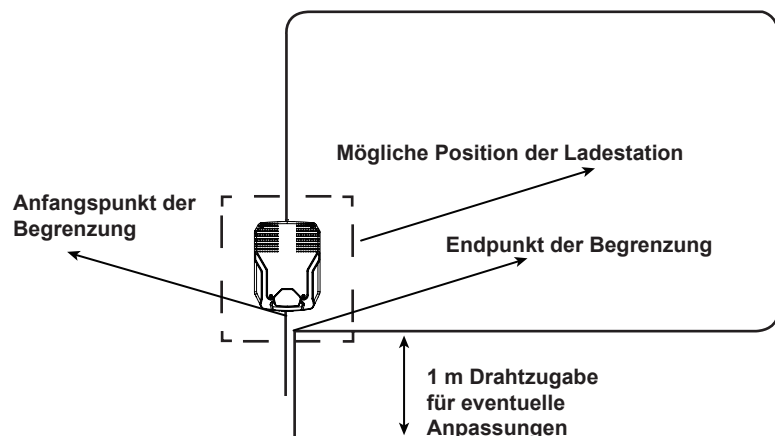 Mögliche Position der Ladestation
Anfangspunkt der
Begrenzung
Endpunkt der Begrenzung
1 m Drahtzugabe
für eventuelle
Anpassungen